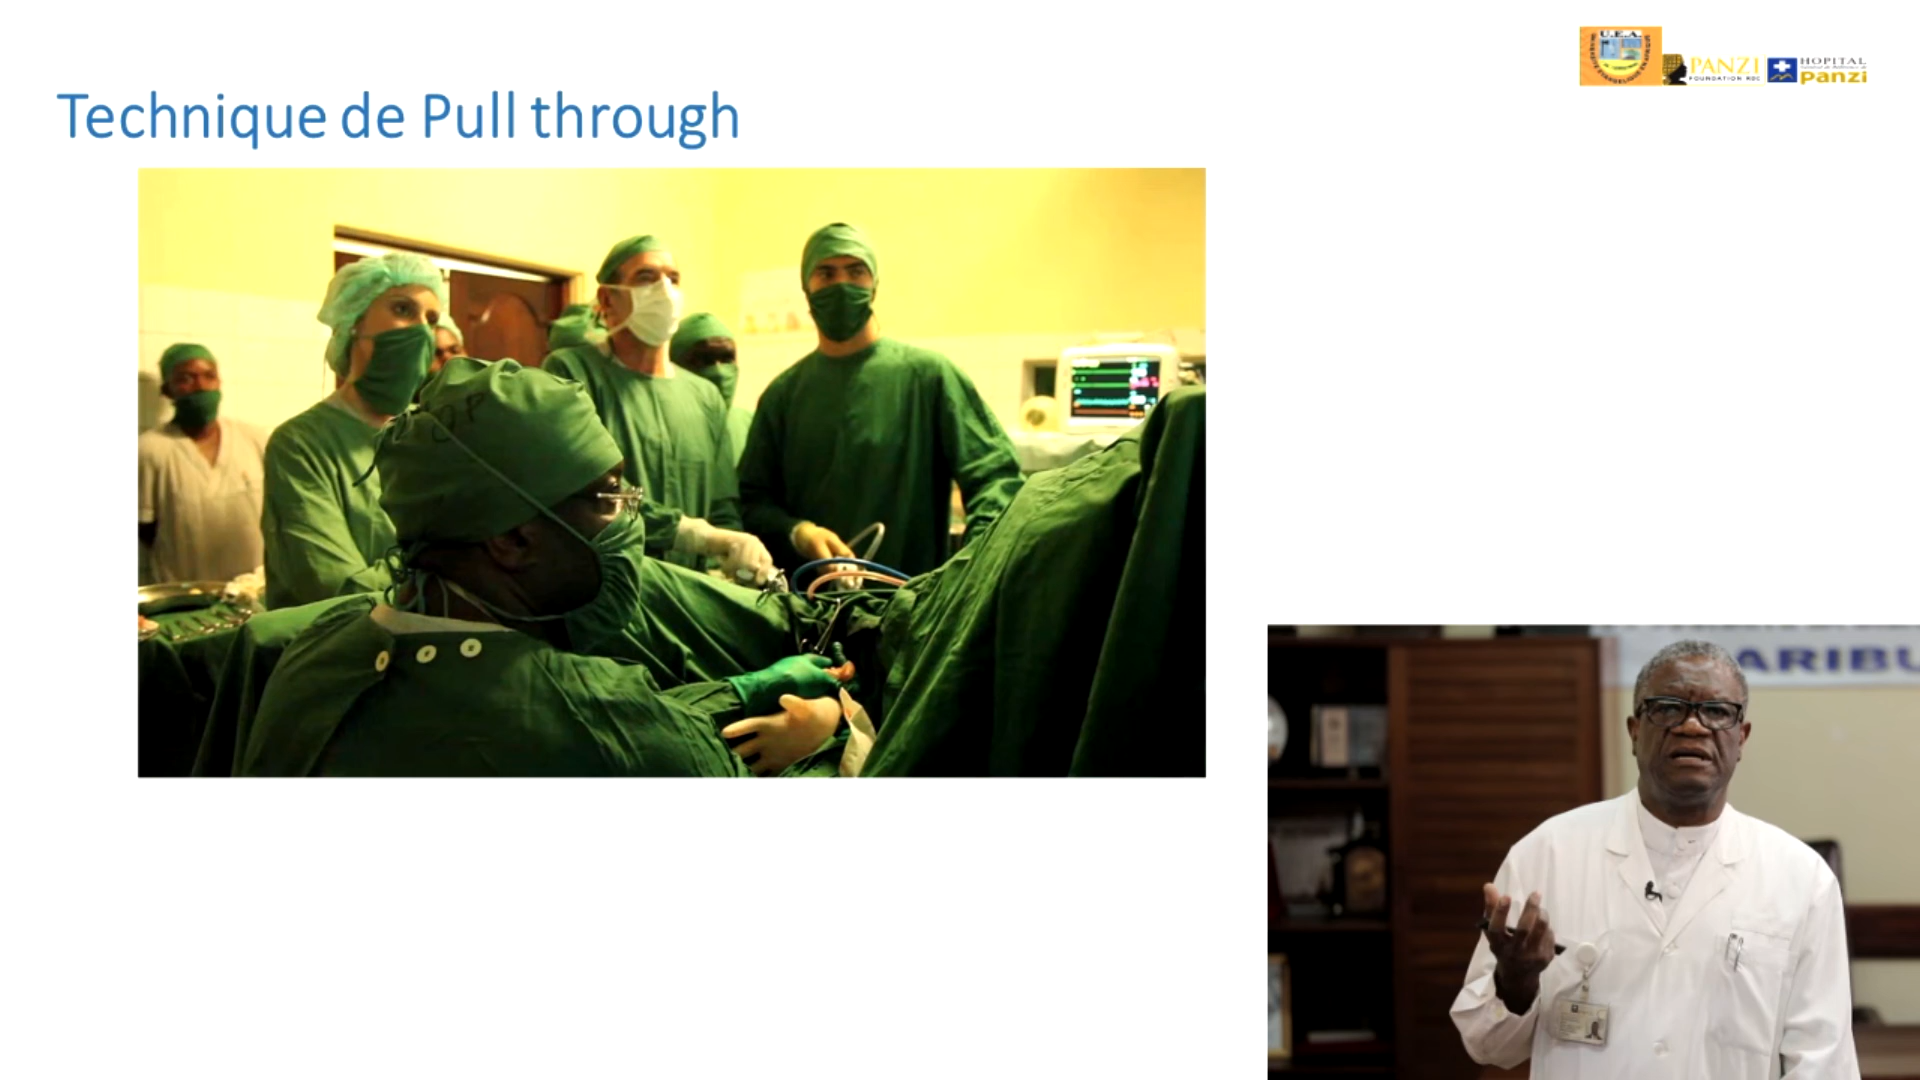 Technique de Pull through
U.E.A.
PANZI
FOUNDATION RDC
HOPITAL
panzi
ARIBU